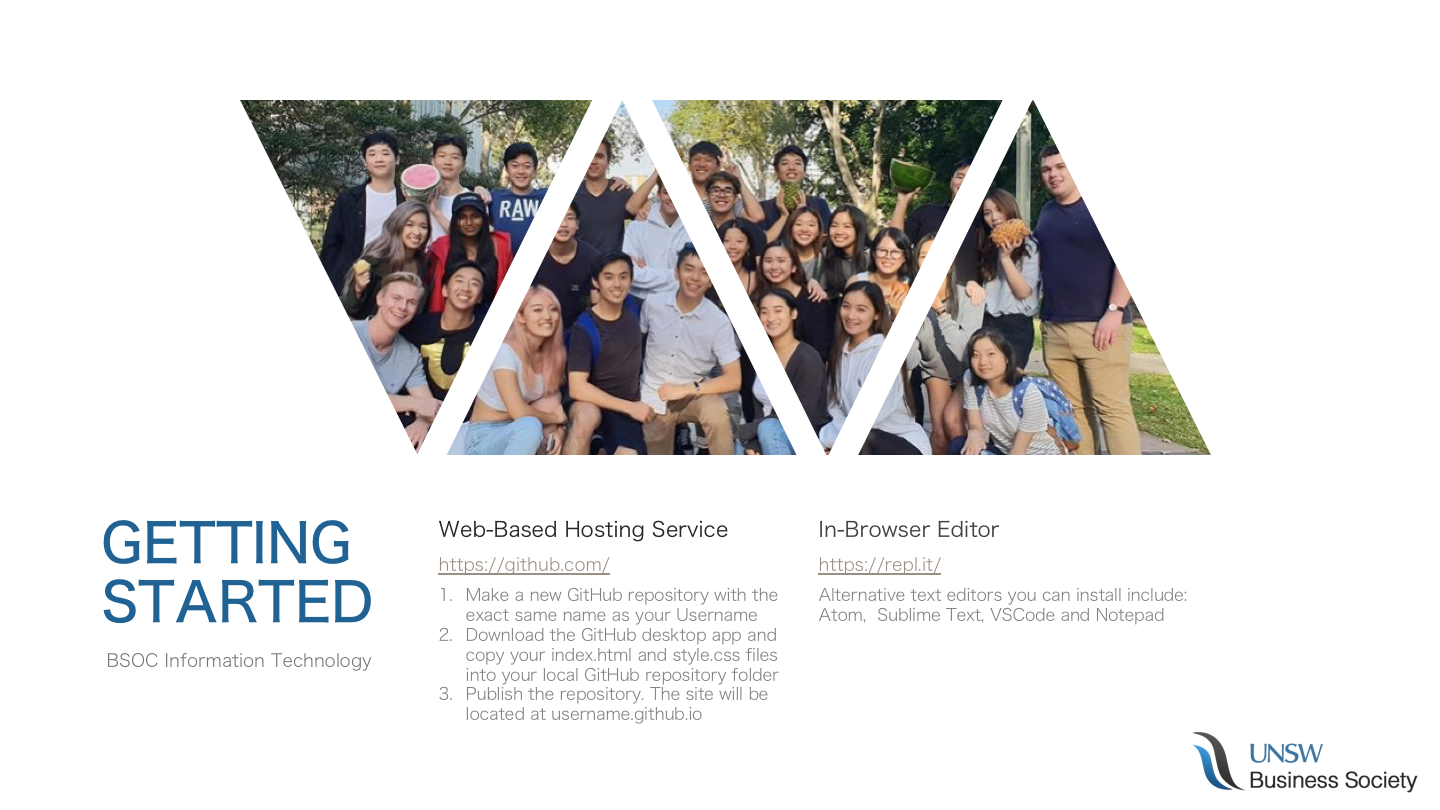 RAW
GETTING
STARTED
BSOC Information Technology
Web-Based Hosting Service
https://github.com/
1. Make a new GitHub repository with the
exact same name as your Username
2. Download the GitHub desktop app and
copy your index.html and style.css files
into your local GitHub repository folder
3. Publish the repository. The site will be
located at username.github.io
In-Browser Editor
https://repl.it/
Alternative text editors you can install include:
Atom,  Sublime Text, VSCode and Notepad
UNSW
Business Society